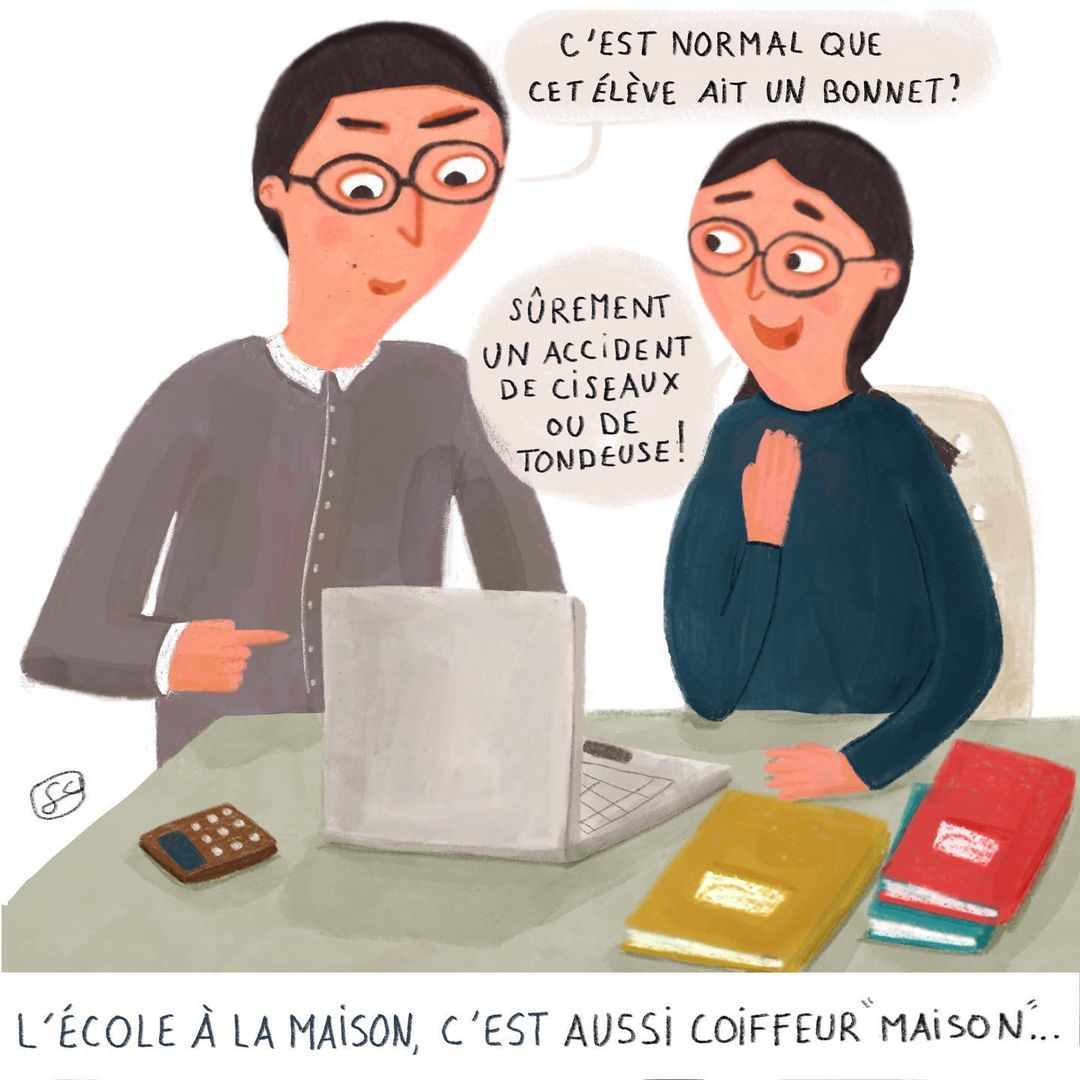 C'EST NORMAL QUE
CET ÉLÈVE AIT UN BONNET?
SÛREMENT
UN ACCIDENT
DE CISEAUX
OU DE
TONDEUSE!
L'ÉCOLE À LA MAISON, C'EST AUSSI COIFFEUR "MAISON"...